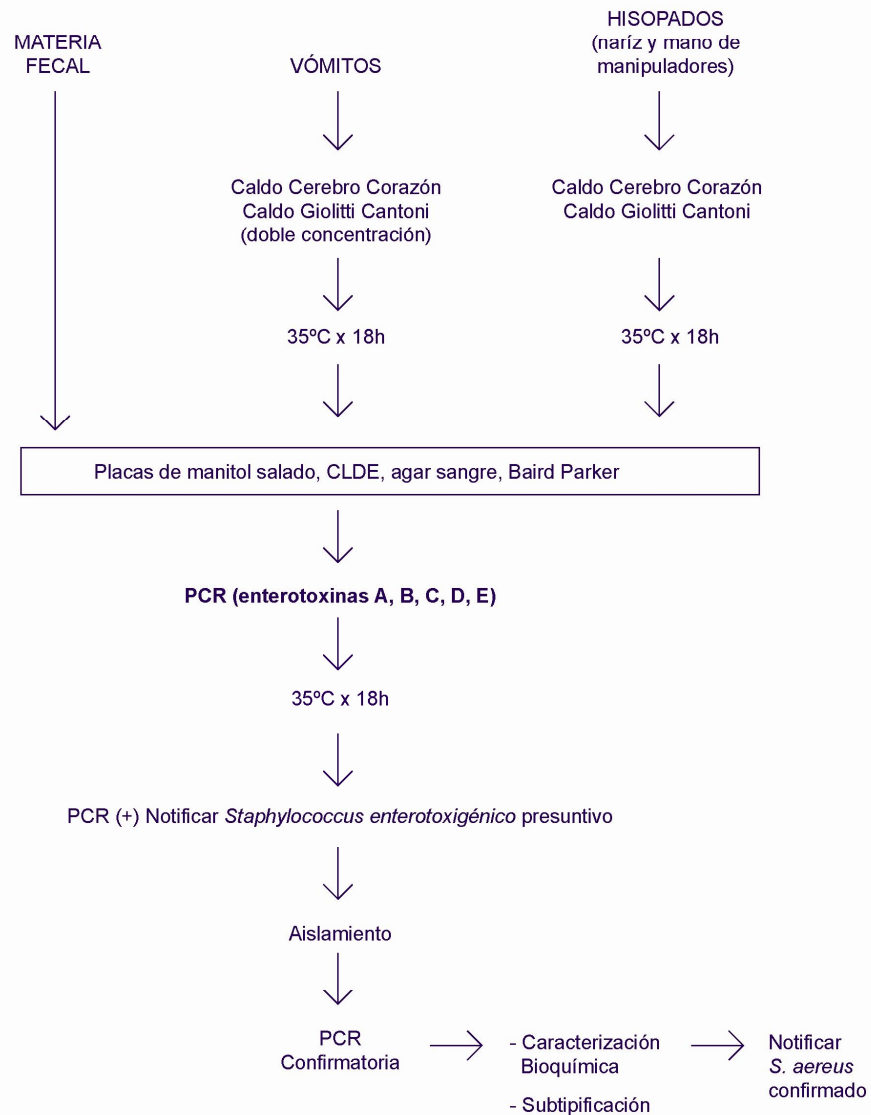 MATERIA
FECAL
VÓMITOS
HISOPADOS
(naríz y mano de
manipuladores)
Caldo Cerebro Corazón
Caldo Giolitti Cantoni
(doble concentración)
Caldo Cerebro Corazón
Caldo Giolitti Cantoni
35ºC x 18h
35ºC x 18h
Placas de manitol salado, CLDE, agar sangre, Baird Parker
PCR (enterotoxinas A, B, C, D, E)
35ºC x 18h
PCR (+) Notificar Staphylococcus enterotoxigénico presuntivo
Aislamiento
PCR
Confirmatoria
- Caracterización
Bioquímica
- Subtipificación
Notificar
S. aereus
confirmado